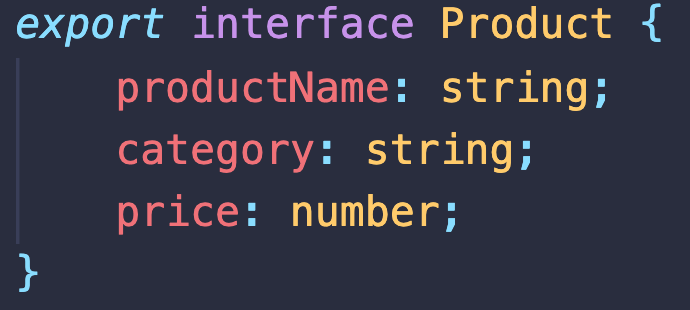 export interface Product {
productName: string;
category: string;
price: number;
}